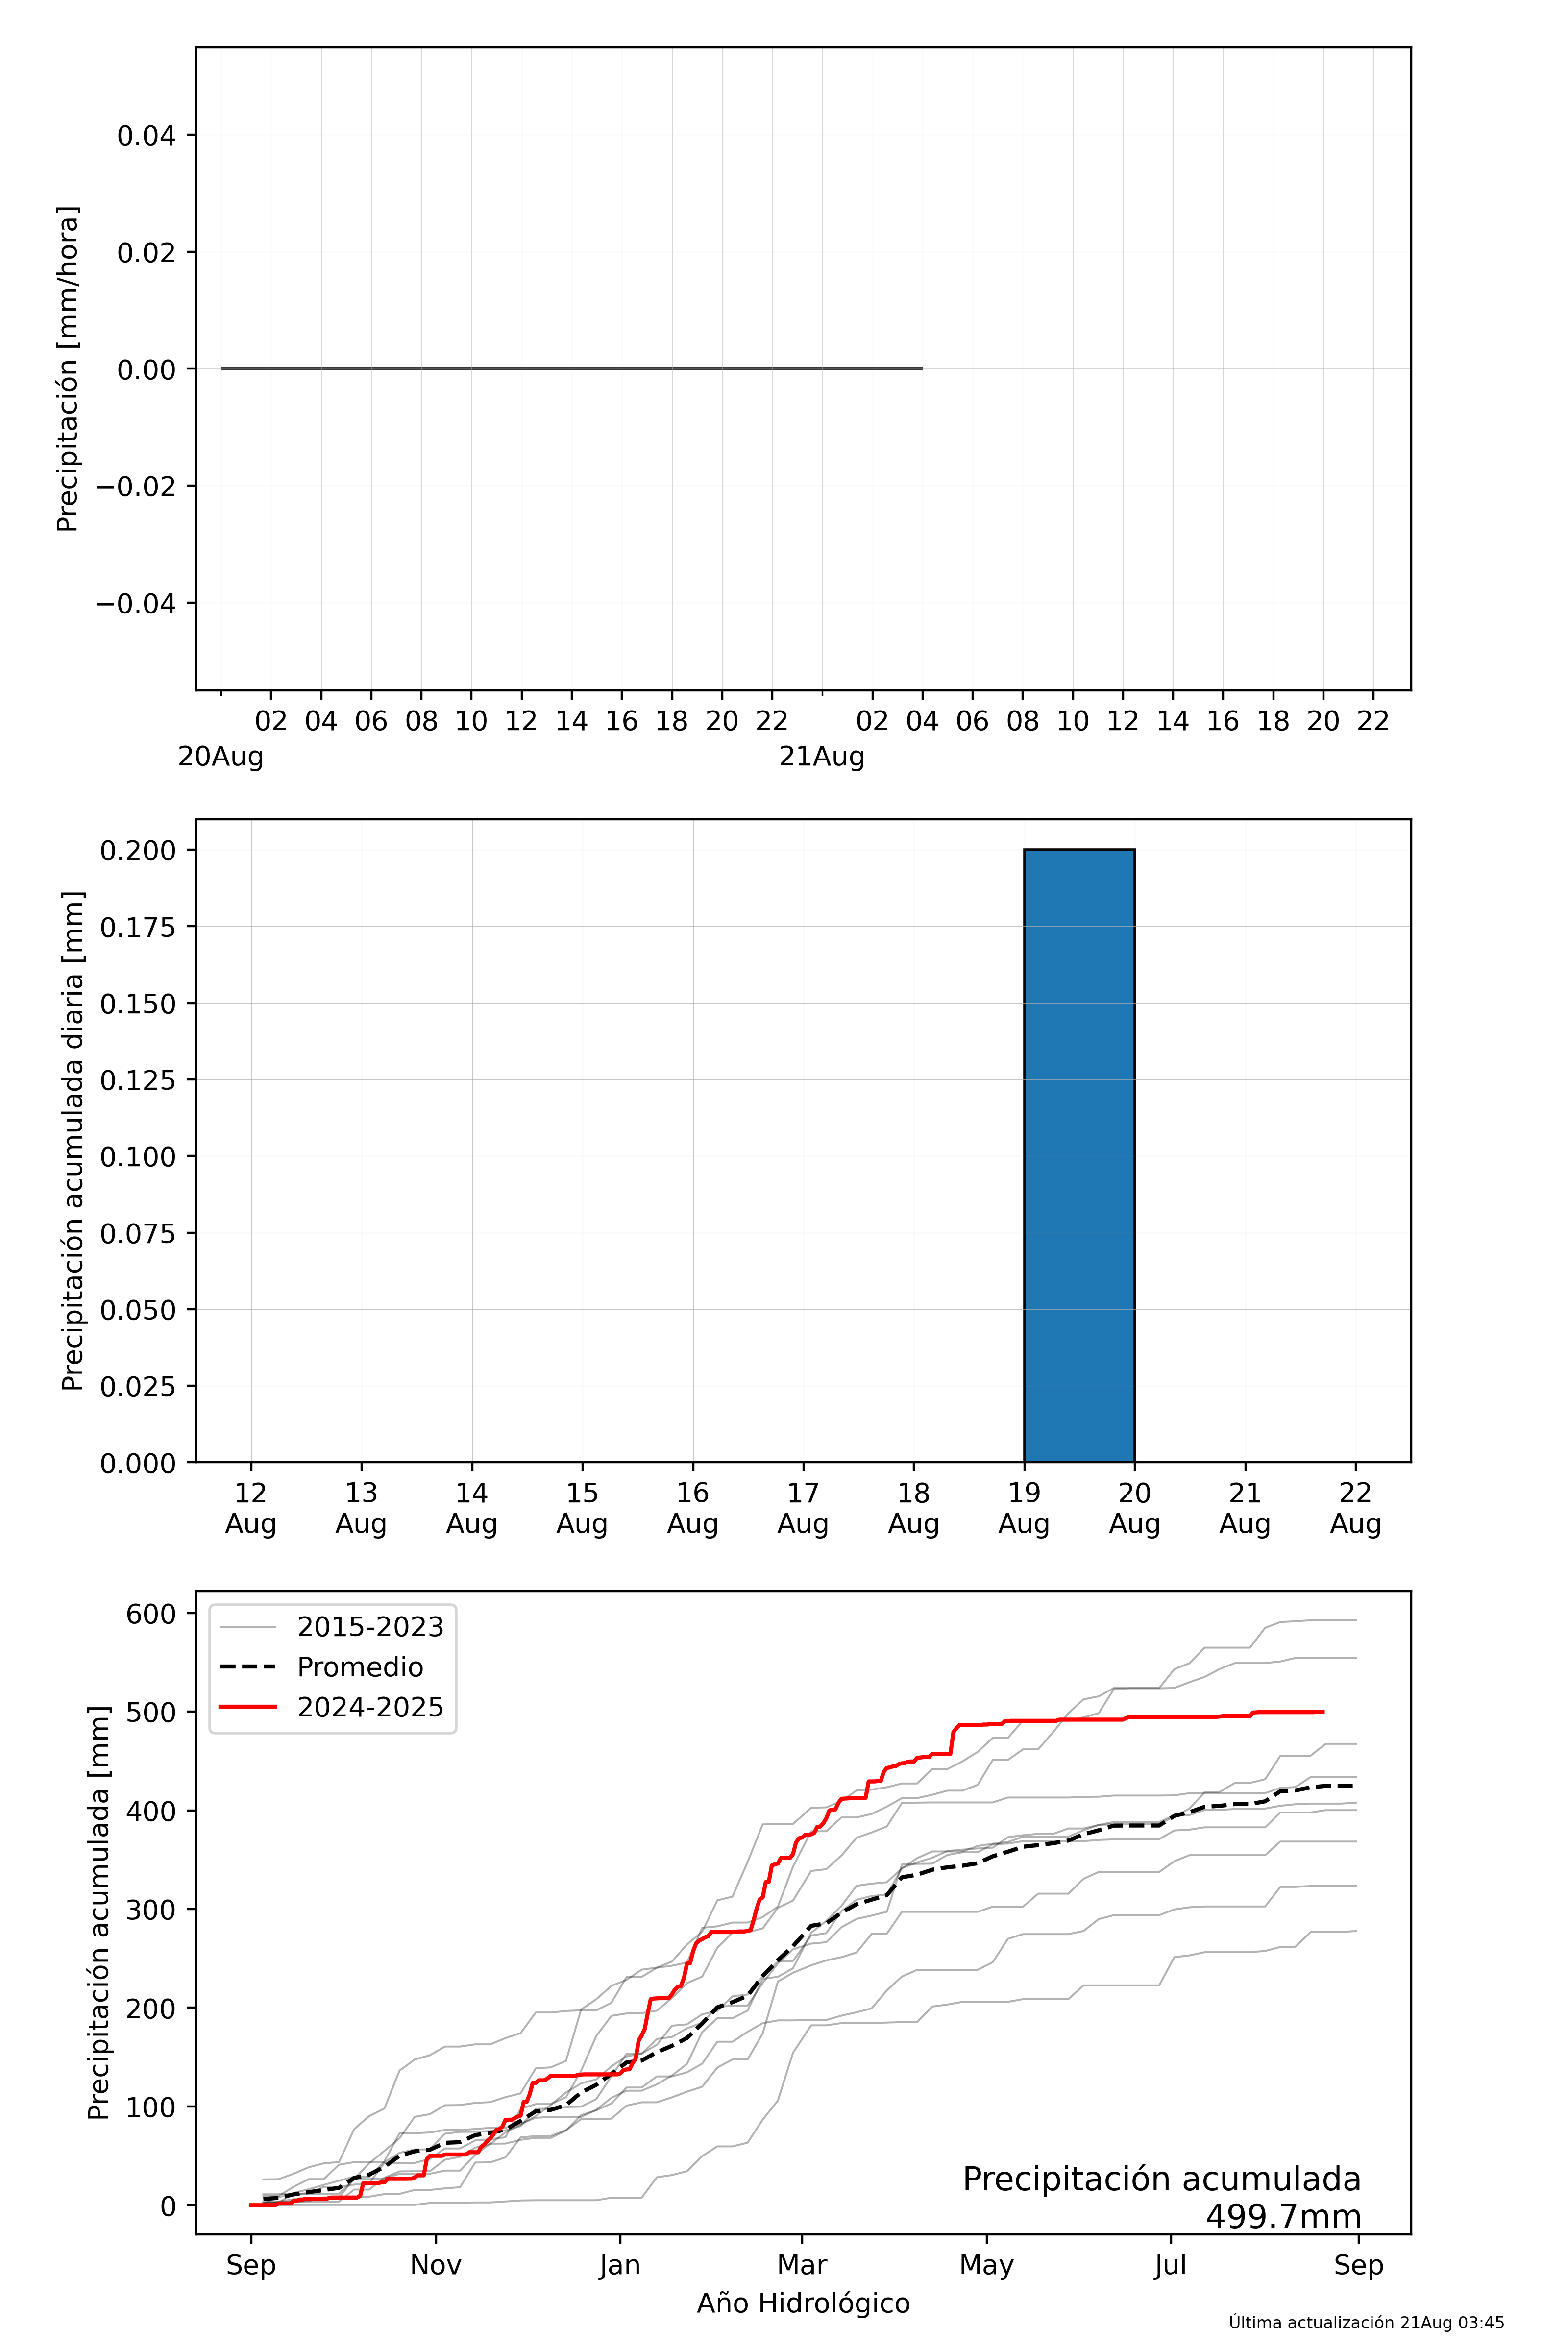 Precipitación [mm/hora]
0.04
0.02
0.00
−0.02
−0.04
02 04 06 08 10 12 14 16 18 20 22 02 04 06 08 10 12 14 16 18 20 22
20Aug 21Aug
Precipitación acumulada diaria [mm]
0.200
0.175
0.150
0.125
0.100
0.075
0.050
0.025
0.000
12 13 14 15 16 17 18 19 20 21 22
Aug Aug Aug Aug Aug Aug Aug Aug Aug Aug Aug
Precipitación acumulada [mm]
600
500
400
300
200
100
0
2015-2023
Promedio
2024-2025
Precipitación acumulada
499.7mm
Sep Nov Jan Mar May Jul Sep
Año Hidrológico
Última actualización 21Aug 03:45